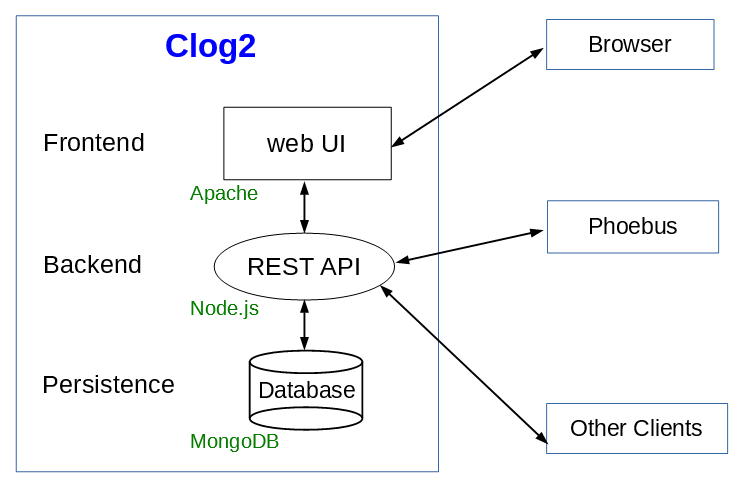 Clog2
Browser
Frontend
web UI
Apache
Phoebus
Backend
REST API
Node.js
Persistence
Database
Other Clients
MongoDB